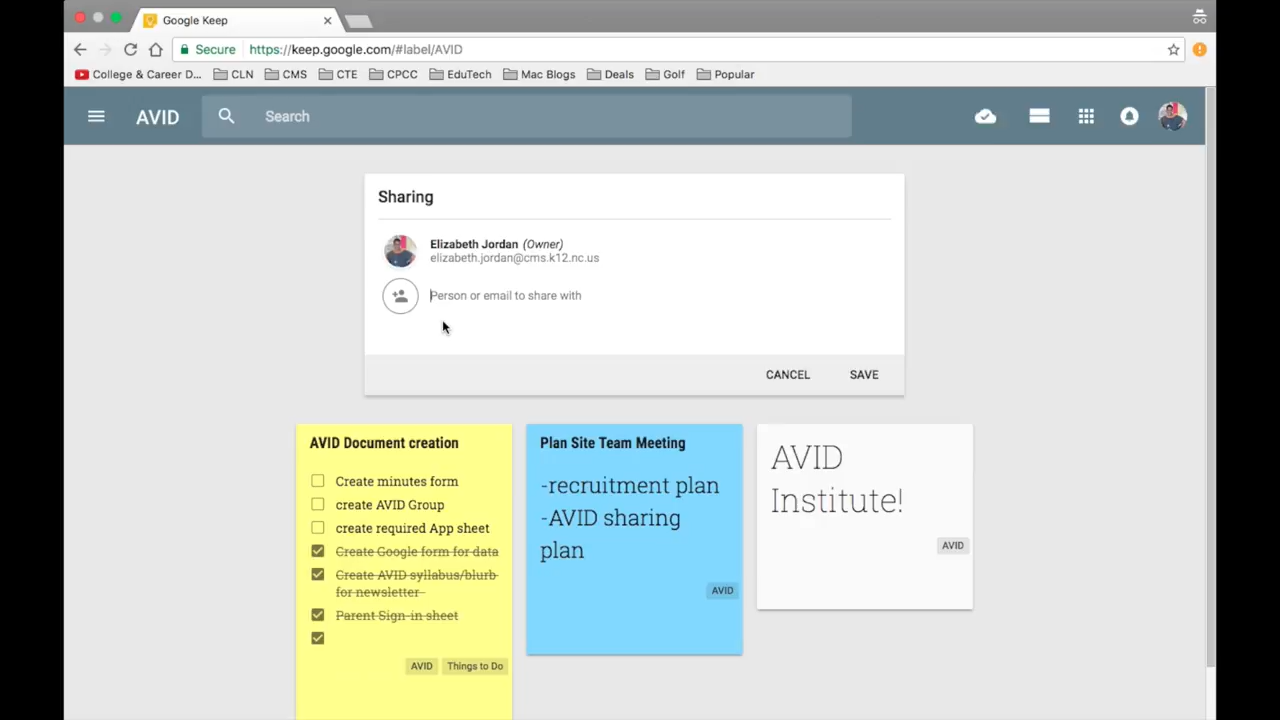 Google Keep
Secure https://keep.google.com/#label/AVID
College & Career D... CLN CMS CTE CPCC EduTech Mac Blogs Deals Golf Popular
AVID Search
Sharing
Elizabeth Jordan (Owner)
elizabeth.jordan@cms.k12.nc.us
Person or email to share with
CANCEL SAVE
AVID Document creation
Create minutes form
create AVID Group
create required App sheet
Create Google form for data
Create AVID syllabus/blurb
for newsletter
Parent Sign-in sheet
AVID Things to Do
Plan Site Team Meeting
-recruitment plan
-AVID sharing
plan
AVID
AVID
Institute!
AVID